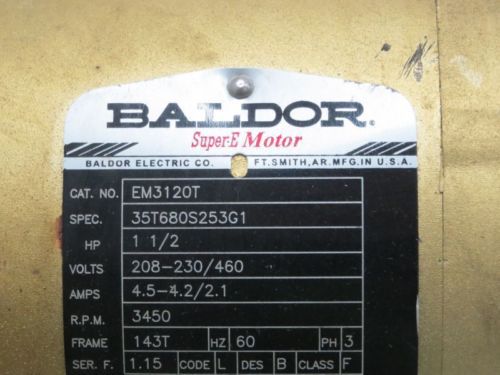 BALDOR.
Super-E Motor
BALDOR ELECTRIC CO. FT. SMITH, AR. MFG. IN U.S.A.
CAT. NO. EM3120T
SPEC. 35T680S253G1
HP 1 1/2
VOLTS 208-230/460
AMPS 4.5-4.2/2.1
R.P.M. 3450
FRAME 143T HZ 60 PH 3
SER. F. 1.15 CODE L DES B CLASS F